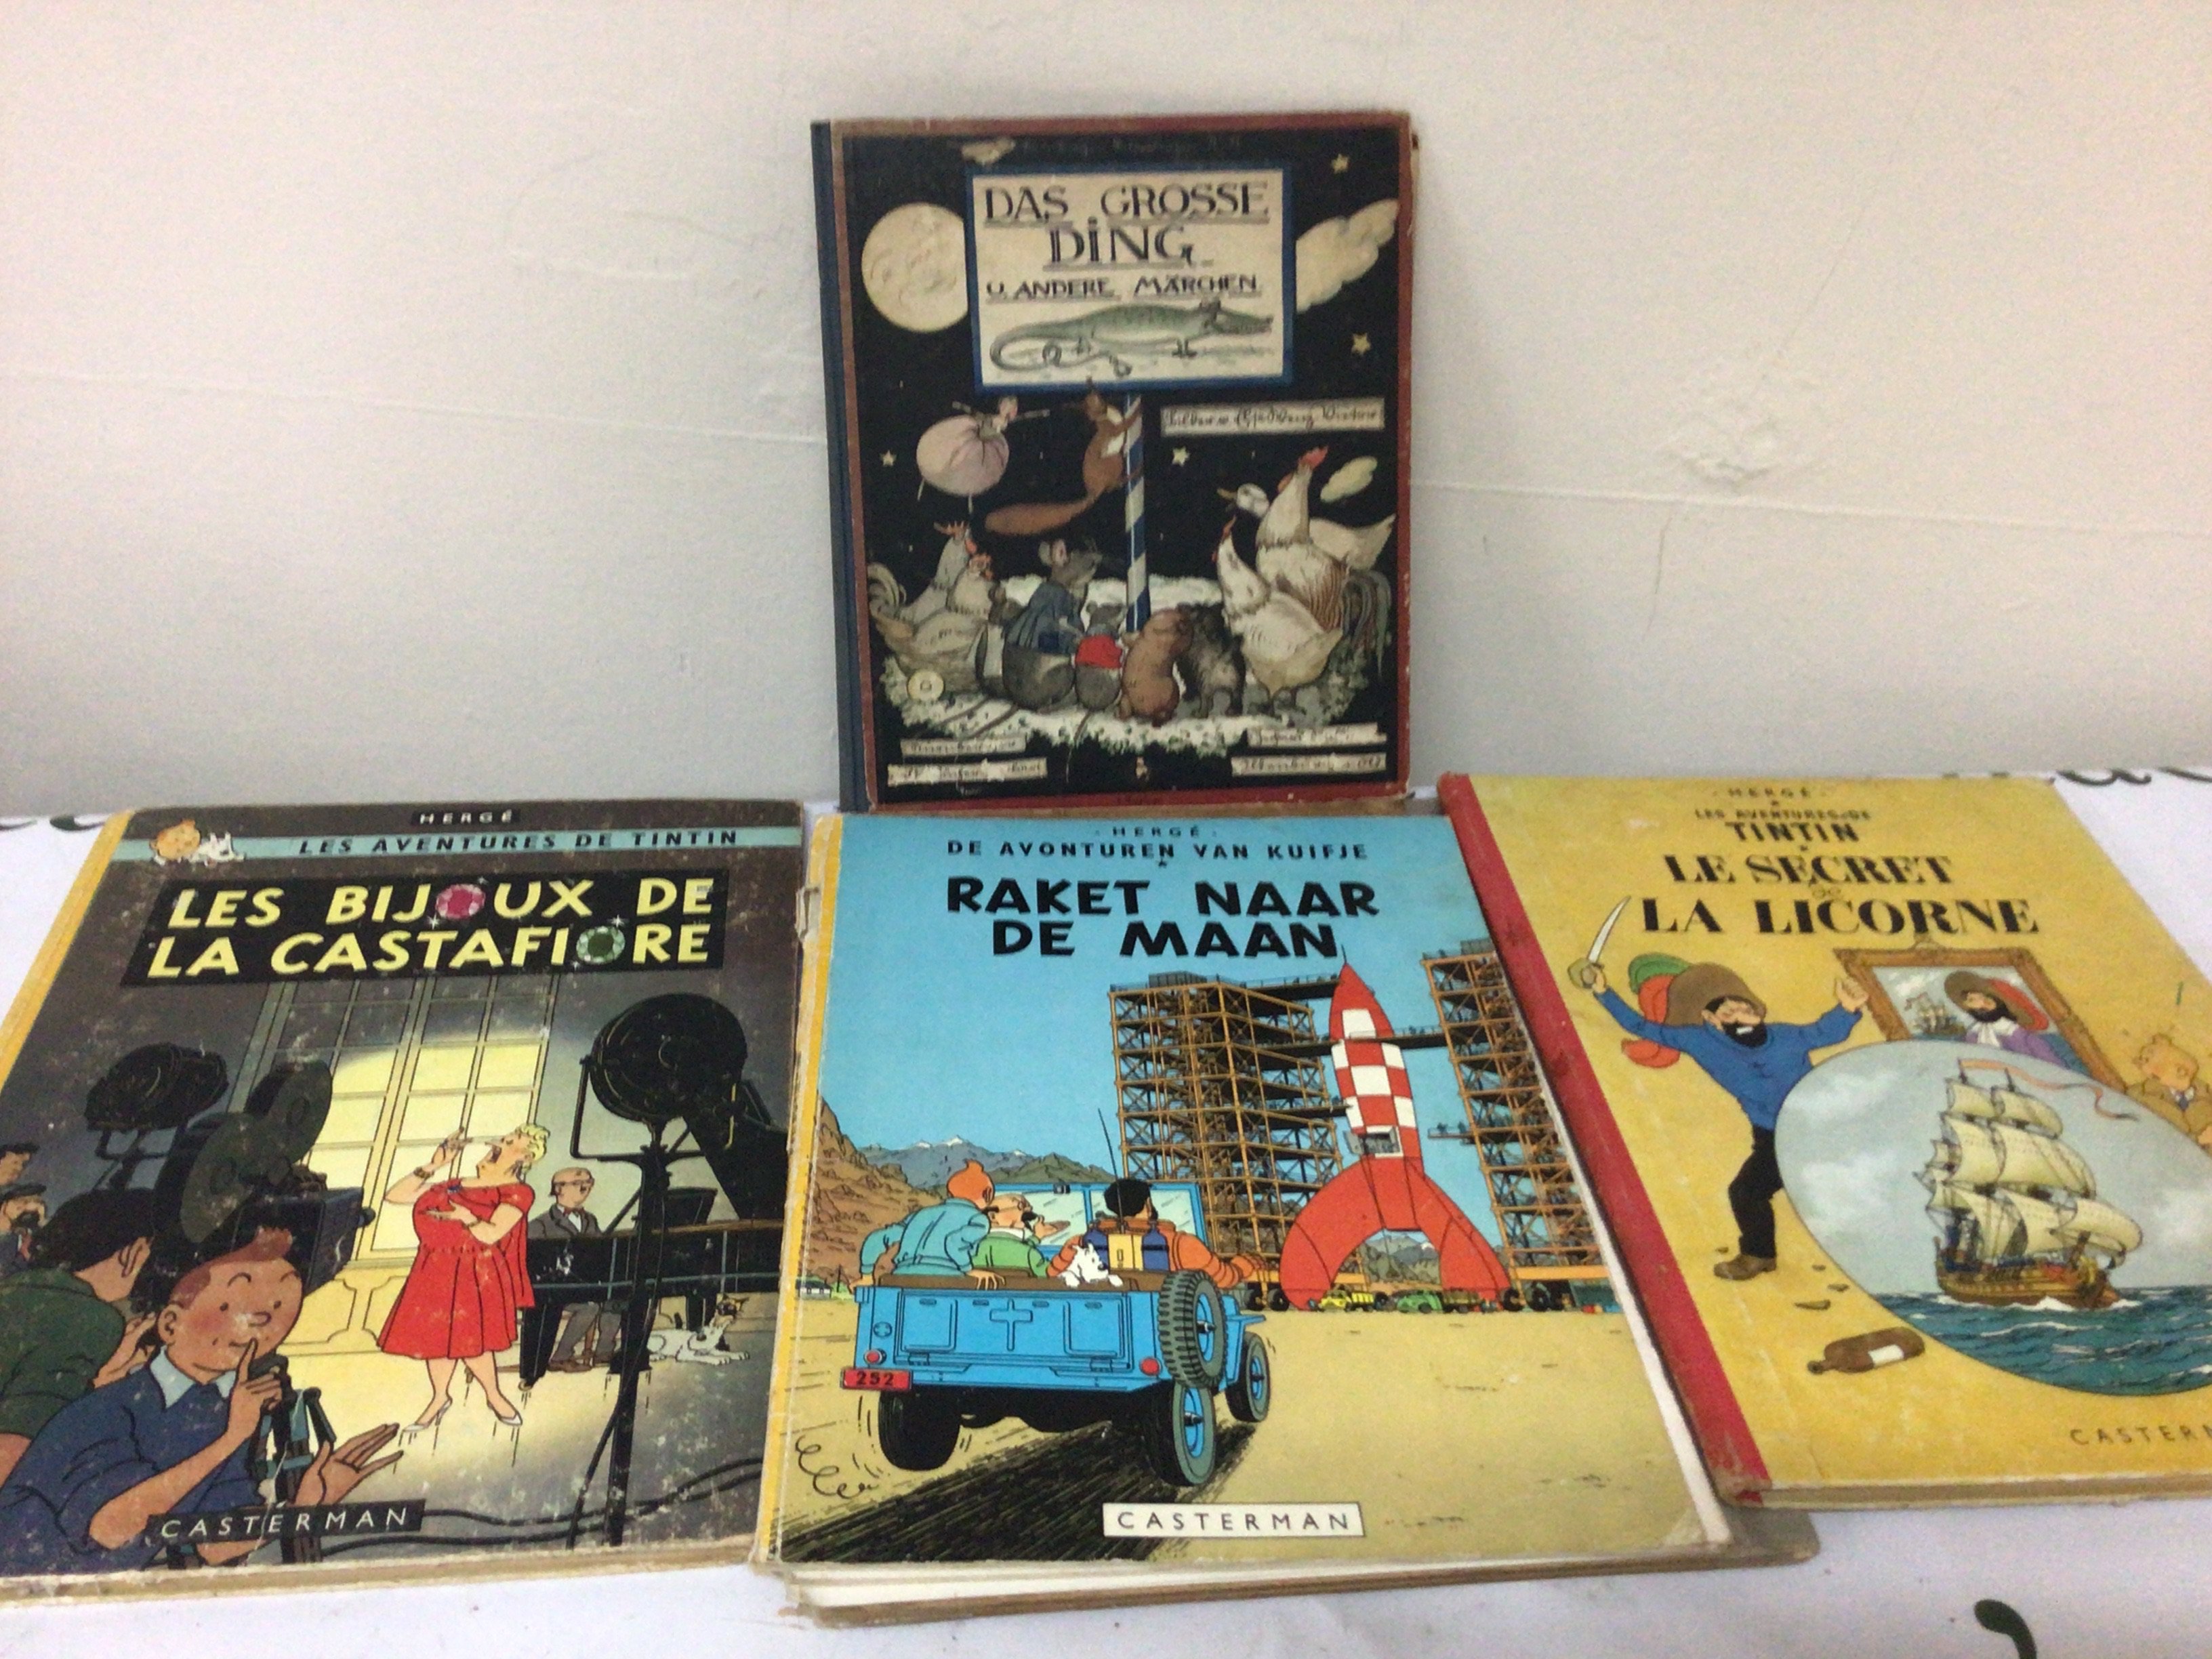 DAS GROSSE
DING
U. ANDERE MÄRCHEN
HERGÉ
LES AVENTURES DE TINTIN
LES BIJOUX DE
LA CASTAFIORE
CASTERMAN
HERGÉ
DE AVONTUREN VAN KUIFJE
RAKET NAAR
DE MAAN
252
CASTERMAN
HERGÉ
LES AVENTURES DE
TINTIN
LE SECRET
de
LA LICORNE
CASTERM